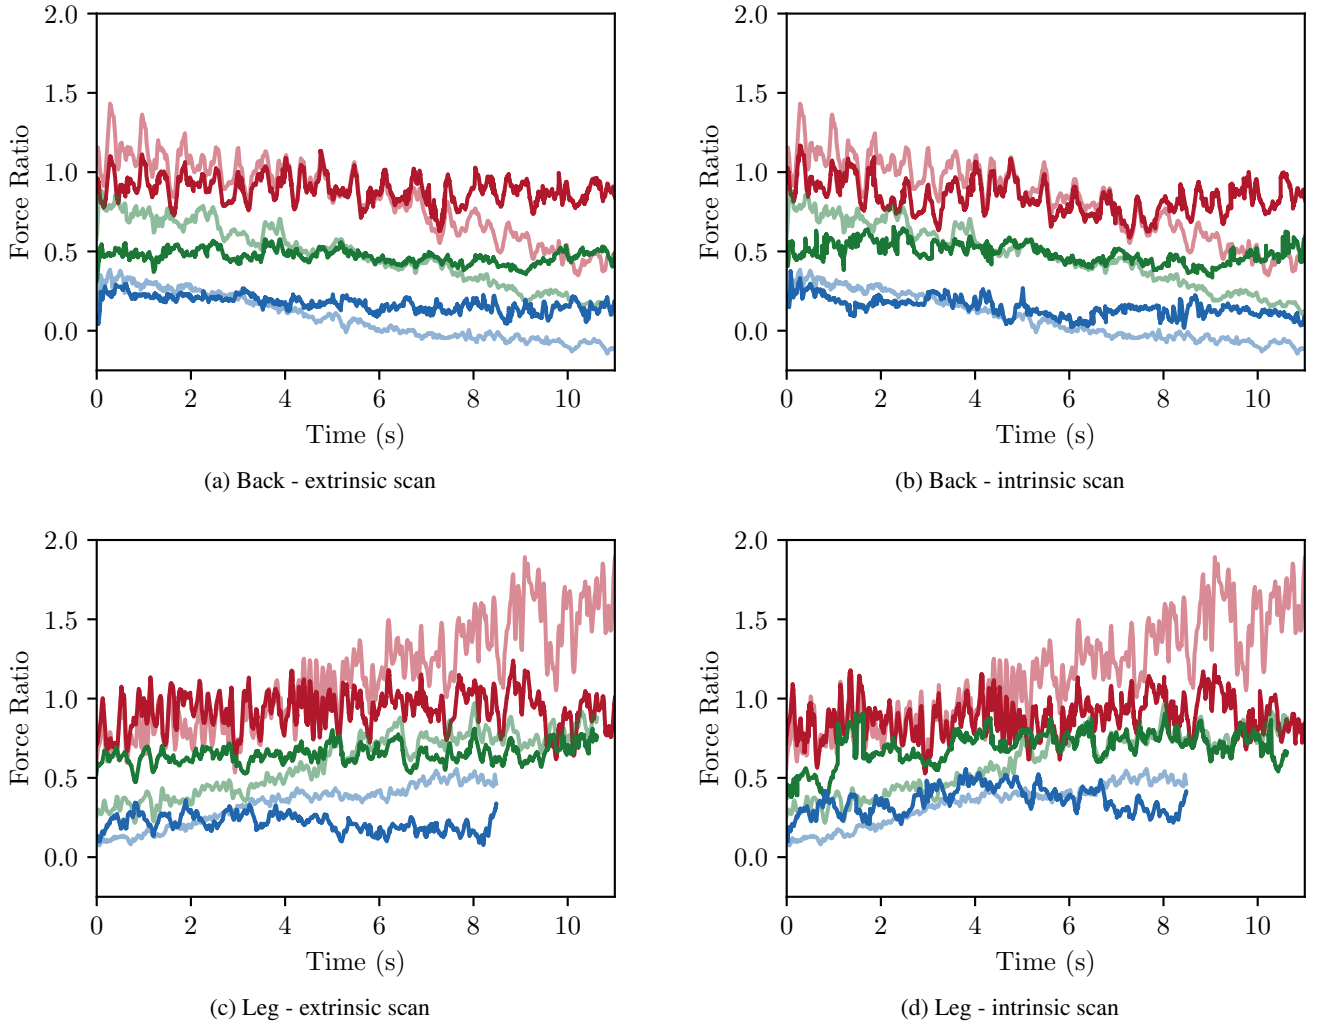 2.0
1.5
1.0
0.5
0.0
Force Ratio
0 2 4 6 8 10
Time (s)
(a) Back - extrinsic scan
2.0
1.5
1.0
0.5
0.0
Force Ratio
0 2 4 6 8 10
Time (s)
(b) Back - intrinsic scan
2.0
1.5
1.0
0.5
0.0
Force Ratio
0 2 4 6 8 10
Time (s)
(c) Leg - extrinsic scan
2.0
1.5
1.0
0.5
0.0
Force Ratio
0 2 4 6 8 10
Time (s)
(d) Leg - intrinsic scan